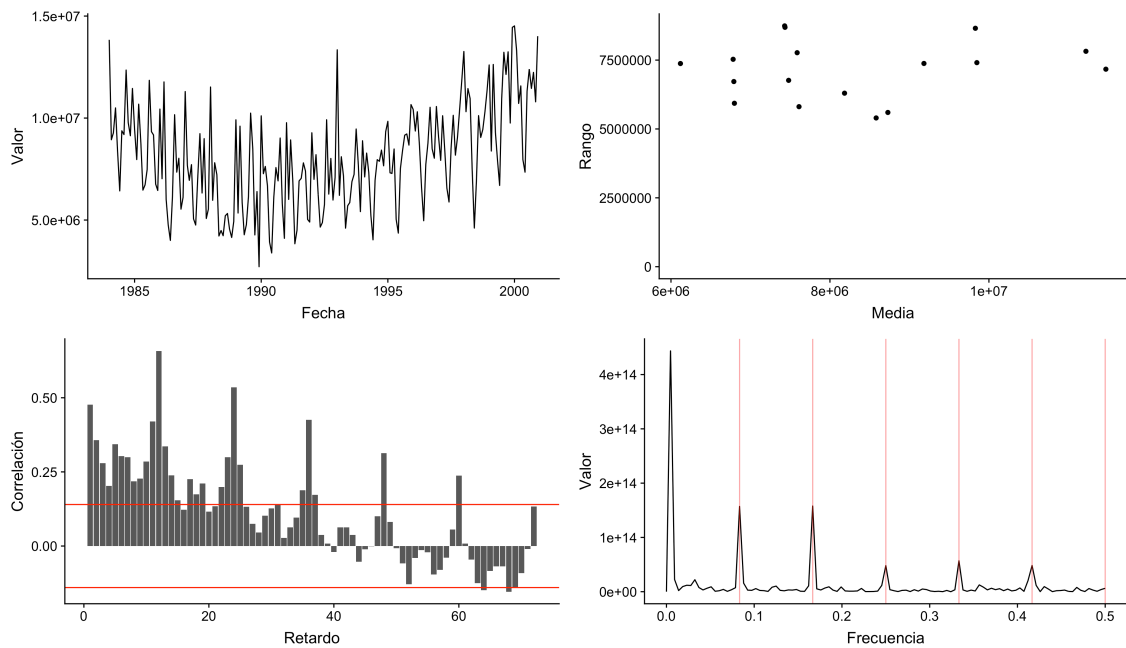 1.5e+07
1.0e+07
5.0e+06
Valor
1985 1990 1995 2000
Fecha
7500000
5000000
2500000
0
Rango
6e+06 8e+06 1e+07
Media
0.50
0.25
0.00
Correlación
0 20 40 60
Retardo
4e+14
3e+14
2e+14
1e+14
0e+00
Valor
0.0 0.1 0.2 0.3 0.4 0.5
Frecuencia